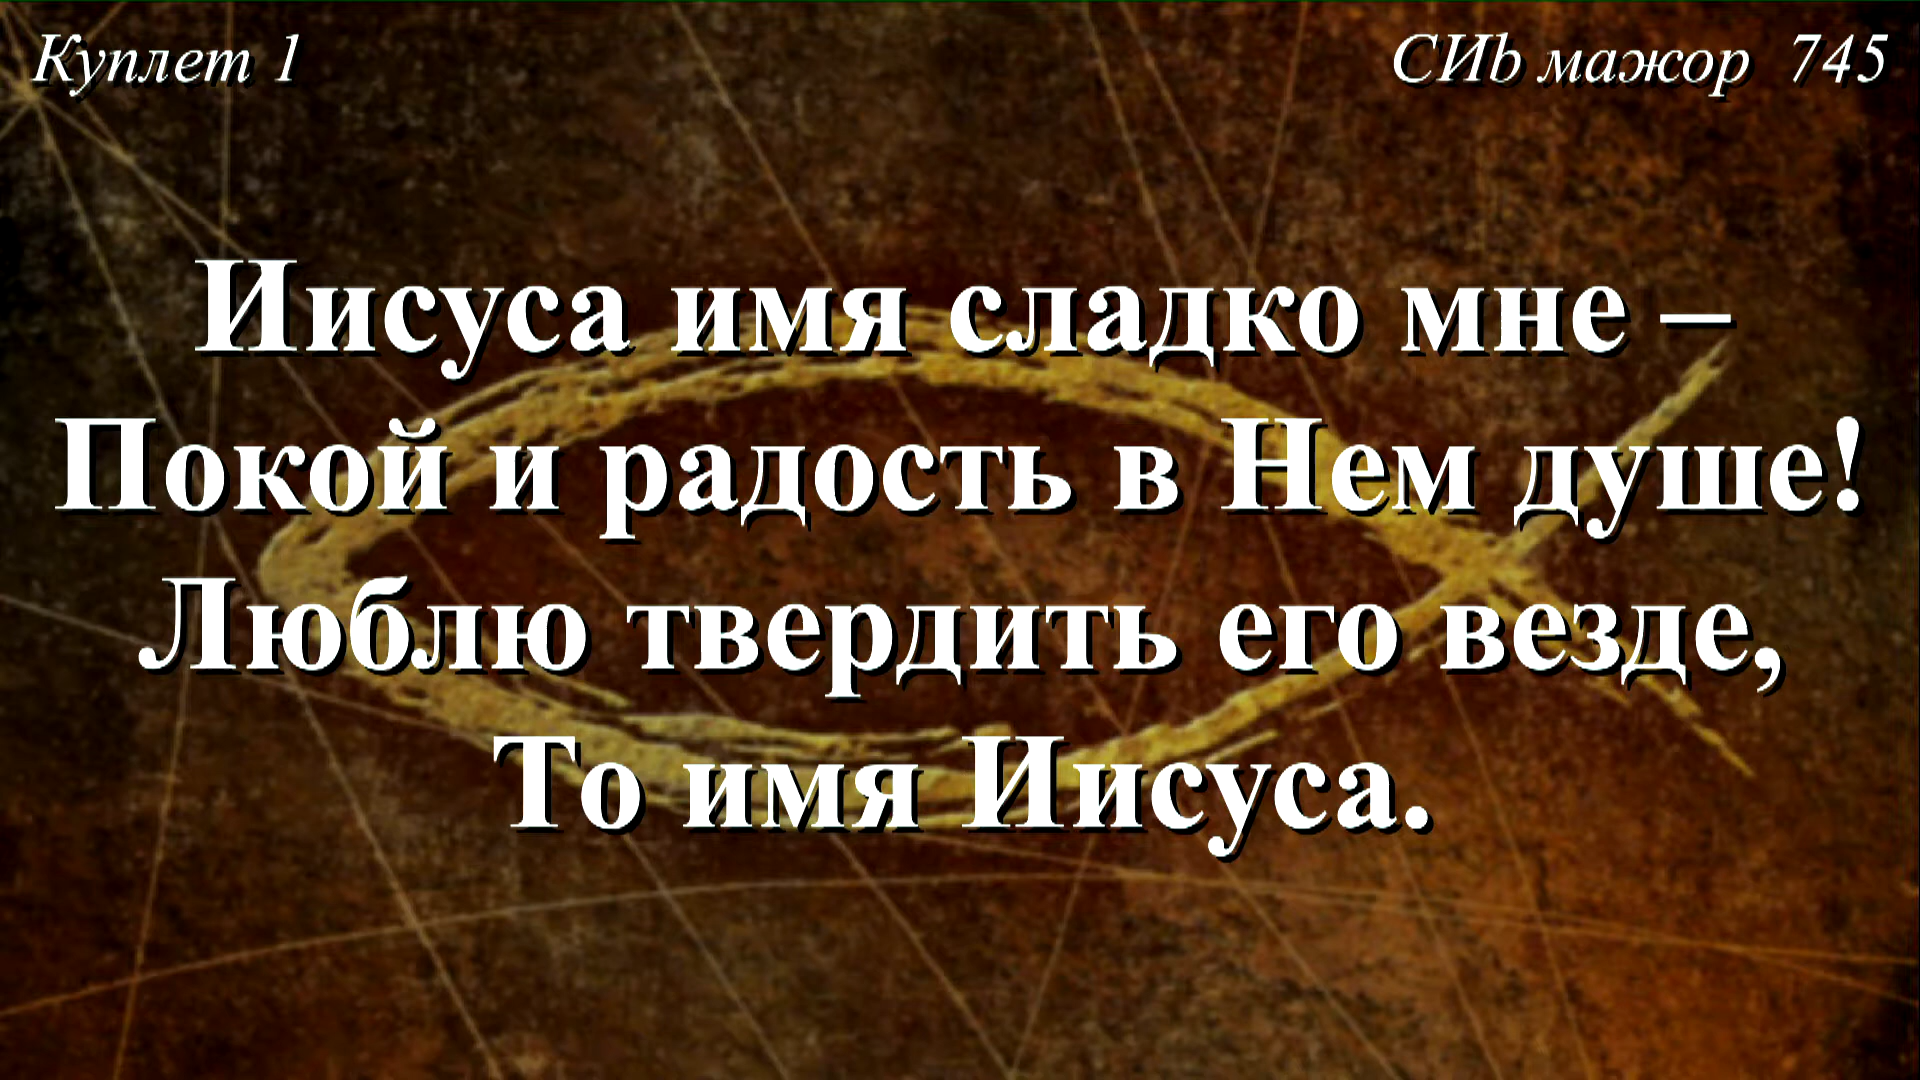 Куплет 1
СИb мажор 745
Иисуса имя сладко мне –
Покой и радость в Нем душе!
Люблю твердить его везде,
То имя Иисуса.